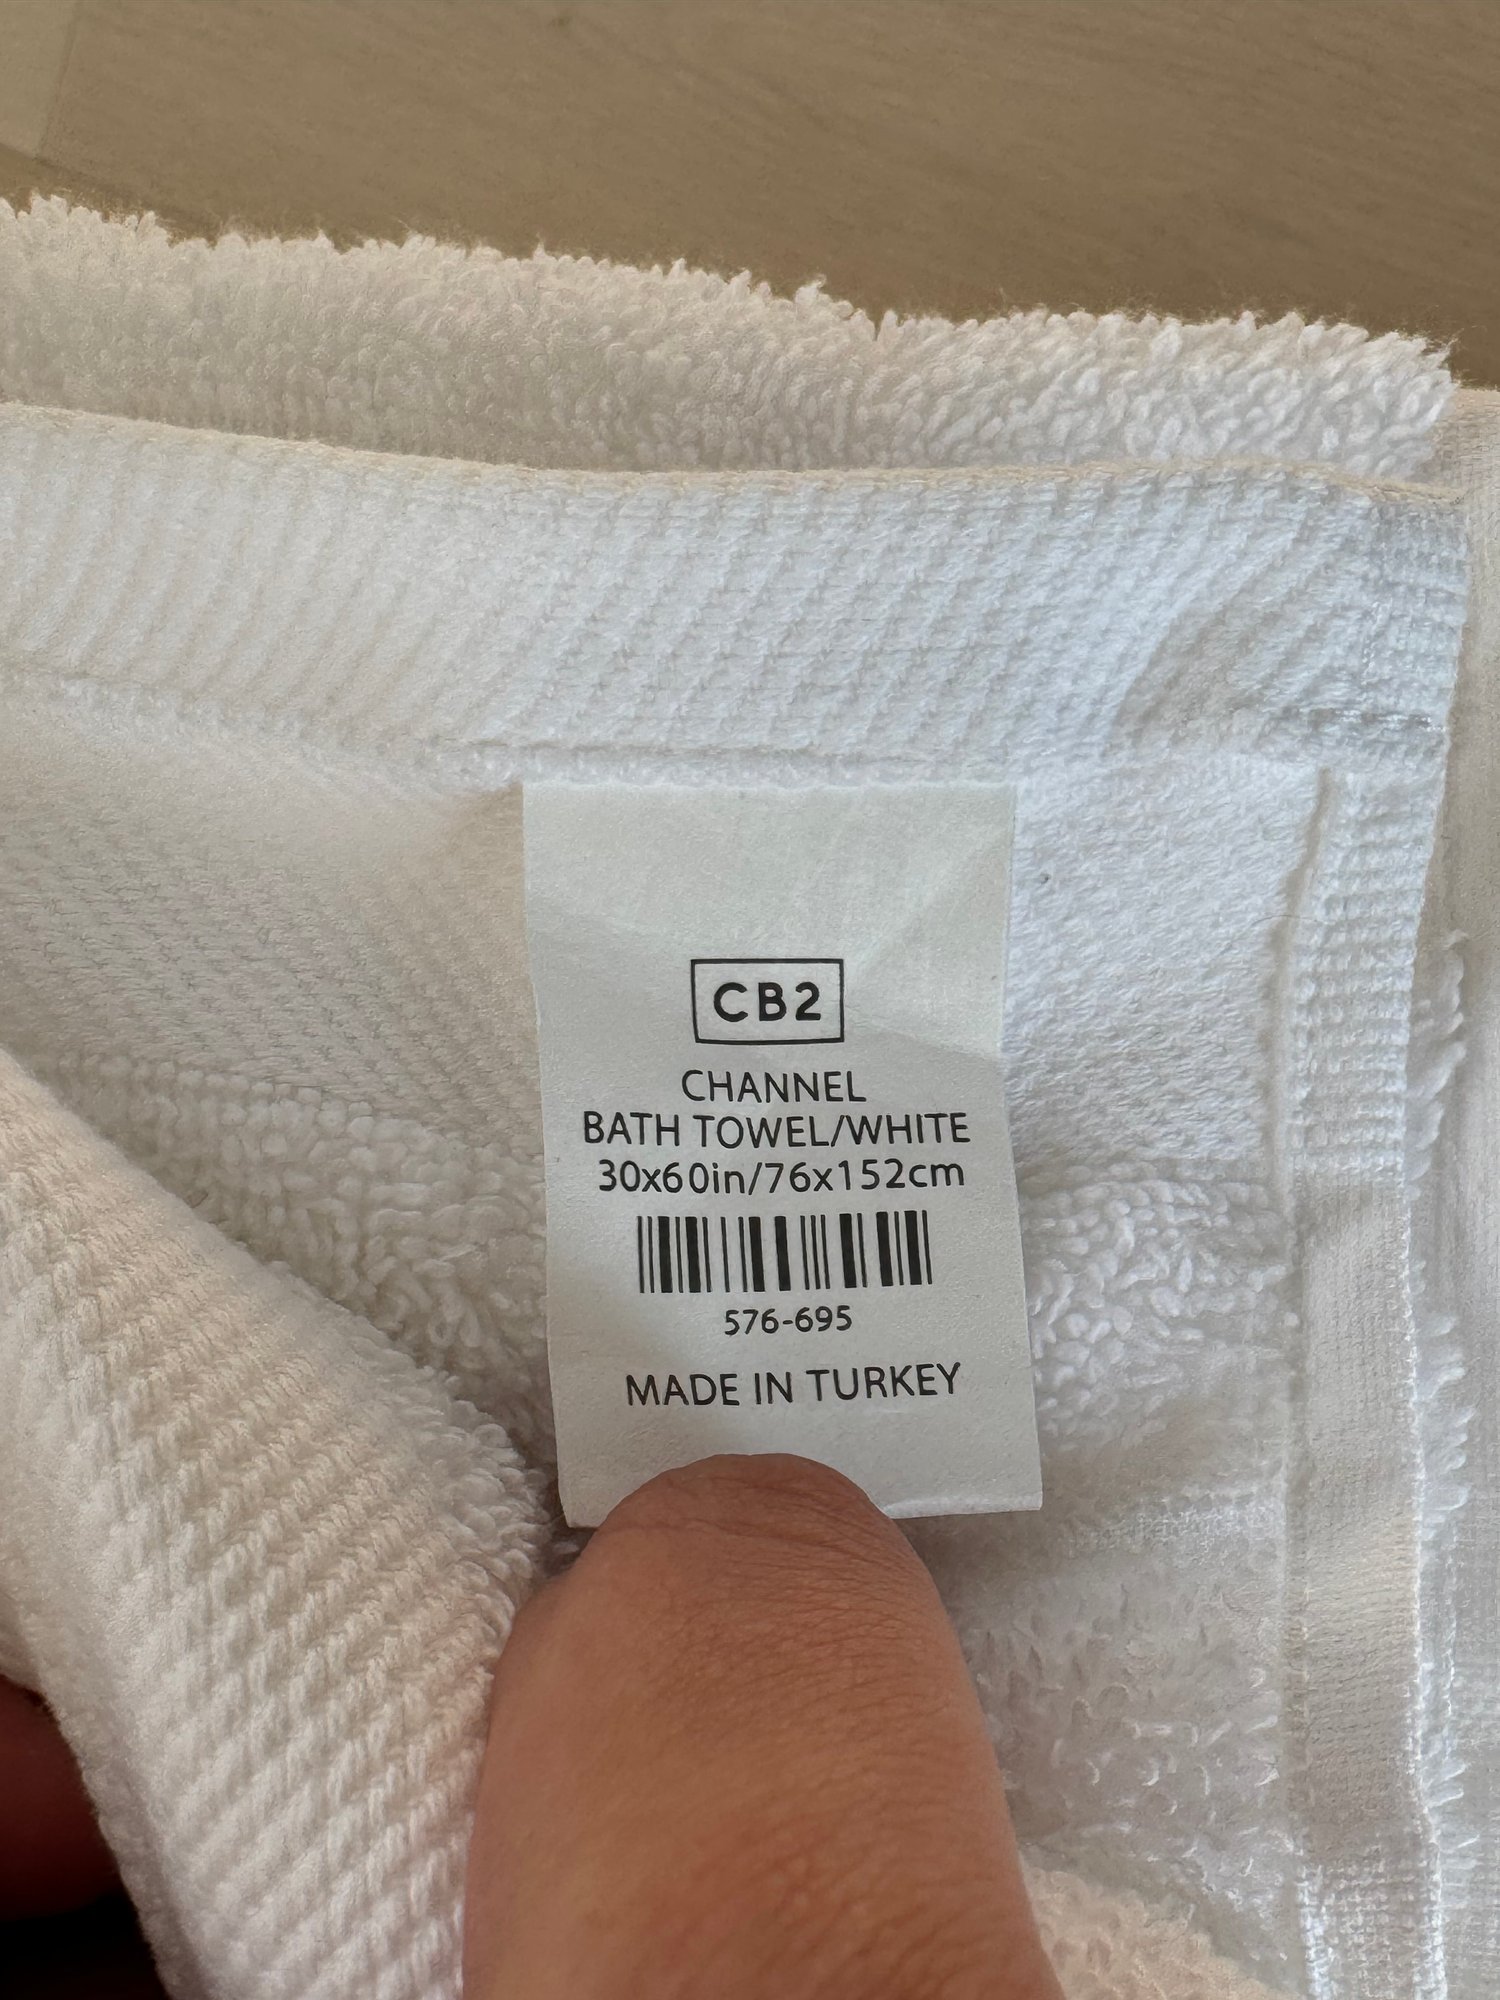 CB2
CHANNEL
BATH TOWEL/WHITE
30x60in/76x152cm
576-695
MADE IN TURKEY